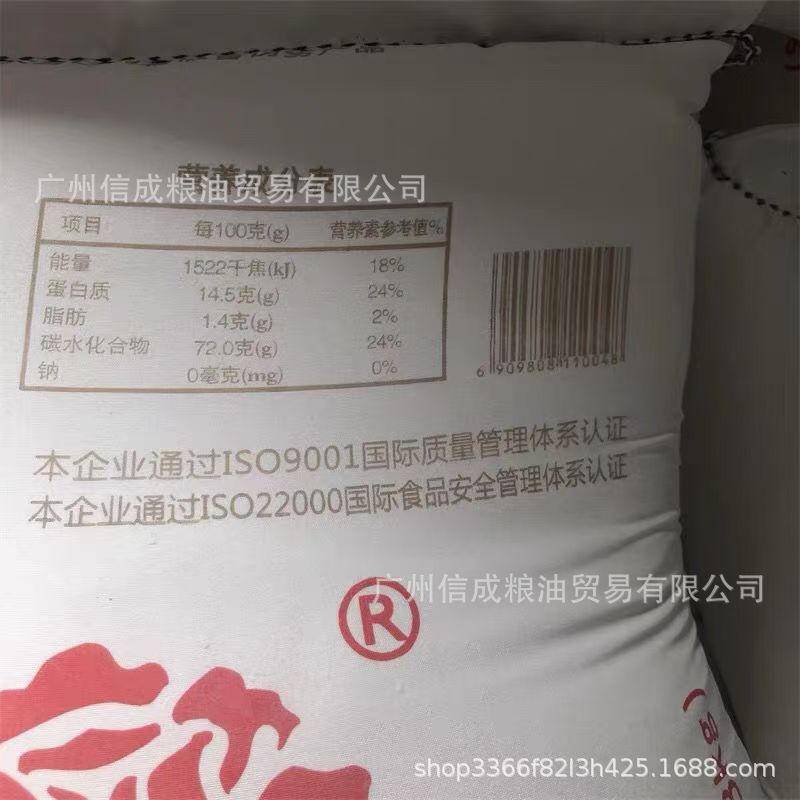 营养成分表
广州信成粮油贸易有限公司
项目 每100克(g) 营养素参考值%
能量 1522千焦(kJ) 18%
蛋白质 14.5克(g) 24%
脂肪 1.4克(g) 2%
碳水化合物 72.0克(g) 24%
钠 0毫克(mg) 0%
6 909808 110048
本企业通过ISO9001国际质量管理体系认证
本企业通过ISO22000国际食品安全管理体系认证
广州信成粮油贸易有限公司
®
shop3366f82l3h425.1688.com